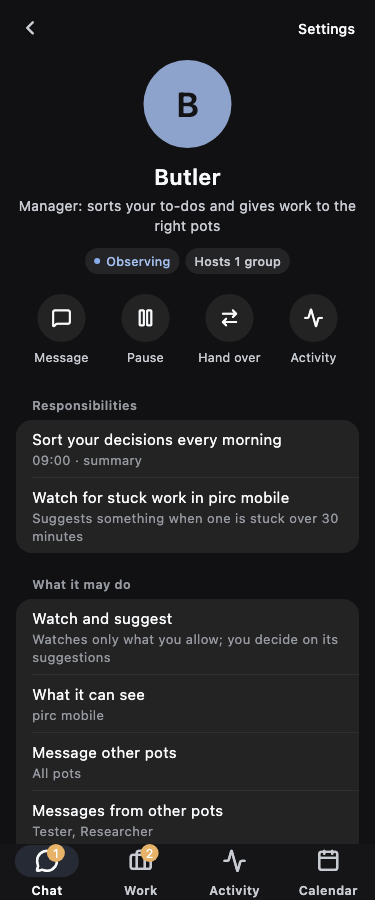 Settings
B
Butler
Manager: sorts your to-dos and gives work to the
right pots
Observing
Hosts 1 group
Message
Pause
Hand over
Activity
Responsibilities
Sort your decisions every morning
09:00 · summary
Watch for stuck work in pirc mobile
Suggests something when one is stuck over 30
minutes
What it may do
Watch and suggest
Watches only what you allow; you decide on its
suggestions
What it can see
pirc mobile
Message other pots
All pots
Messages from other pots
Tester, Researcher
1
2
Chat
Work
Activity
Calendar